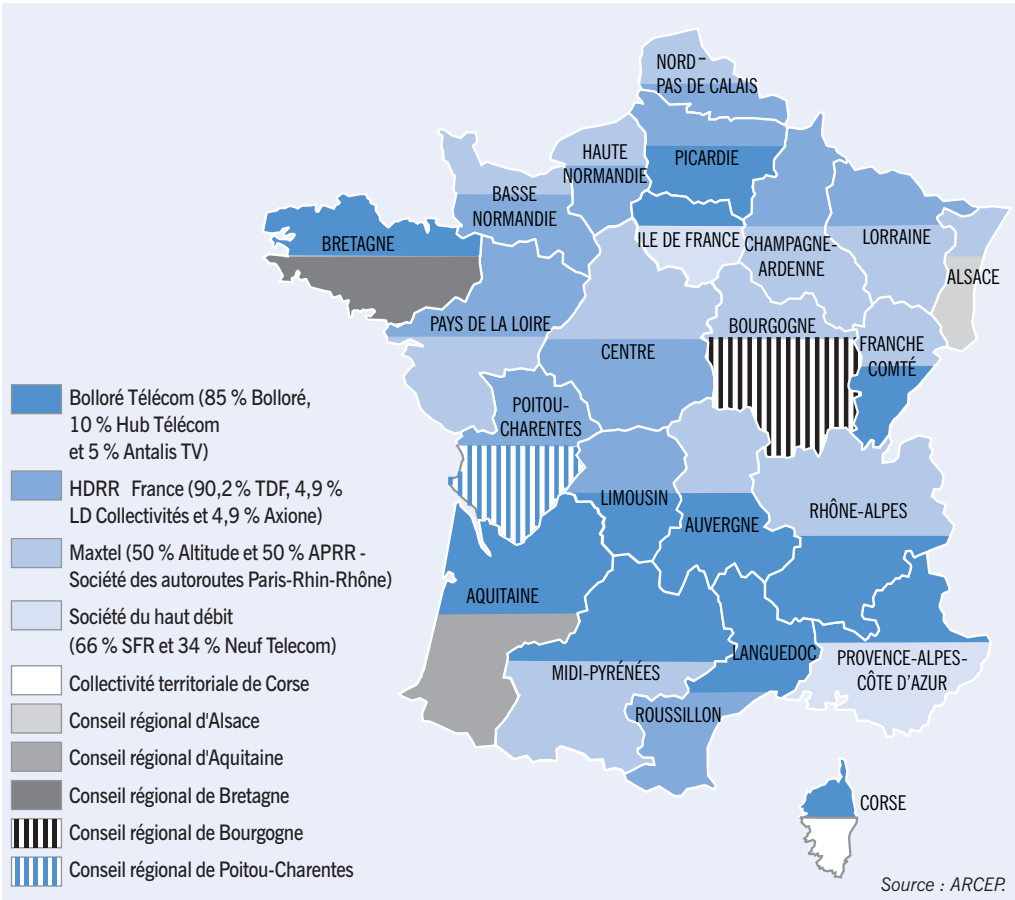 NORD-
PAS DE CALAIS
HAUTE
NORMANDIE
PICARDIE
BASSE
NORMANDIE
BRETAGNE
ILE DE FRANCE
CHAMPAGNE-
ARDENNE
LORRAINE
ALSACE
PAYS DE LA LOIRE
CENTRE
BOURGOGNE
FRANCHE
COMTÉ
POITOU-
CHARENTES
LIMOUSIN
AUVERGNE
RHÔNE-ALPES
AQUITAINE
MIDI-PYRÉNÉES
LANGUEDOC
ROUSSILLON
PROVENCE-ALPES-
CÔTE D'AZUR
CORSE
Bolloré Télécom (85 % Bolloré,
10 % Hub Télécom
et 5 % Antalis TV)
HDRR France (90,2 % TDF, 4,9 %
LD Collectivités et 4,9 % Axione)
Maxtel (50 % Altitude et 50 % APRR -
Société des autoroutes Paris-Rhin-Rhône)
Société du haut débit
(66 % SFR et 34 % Neuf Telecom)
Collectivité territoriale de Corse
Conseil régional d'Alsace
Conseil régional d'Aquitaine
Conseil régional de Bretagne
Conseil régional de Bourgogne
Conseil régional de Poitou-Charentes
Source : ARCEP.